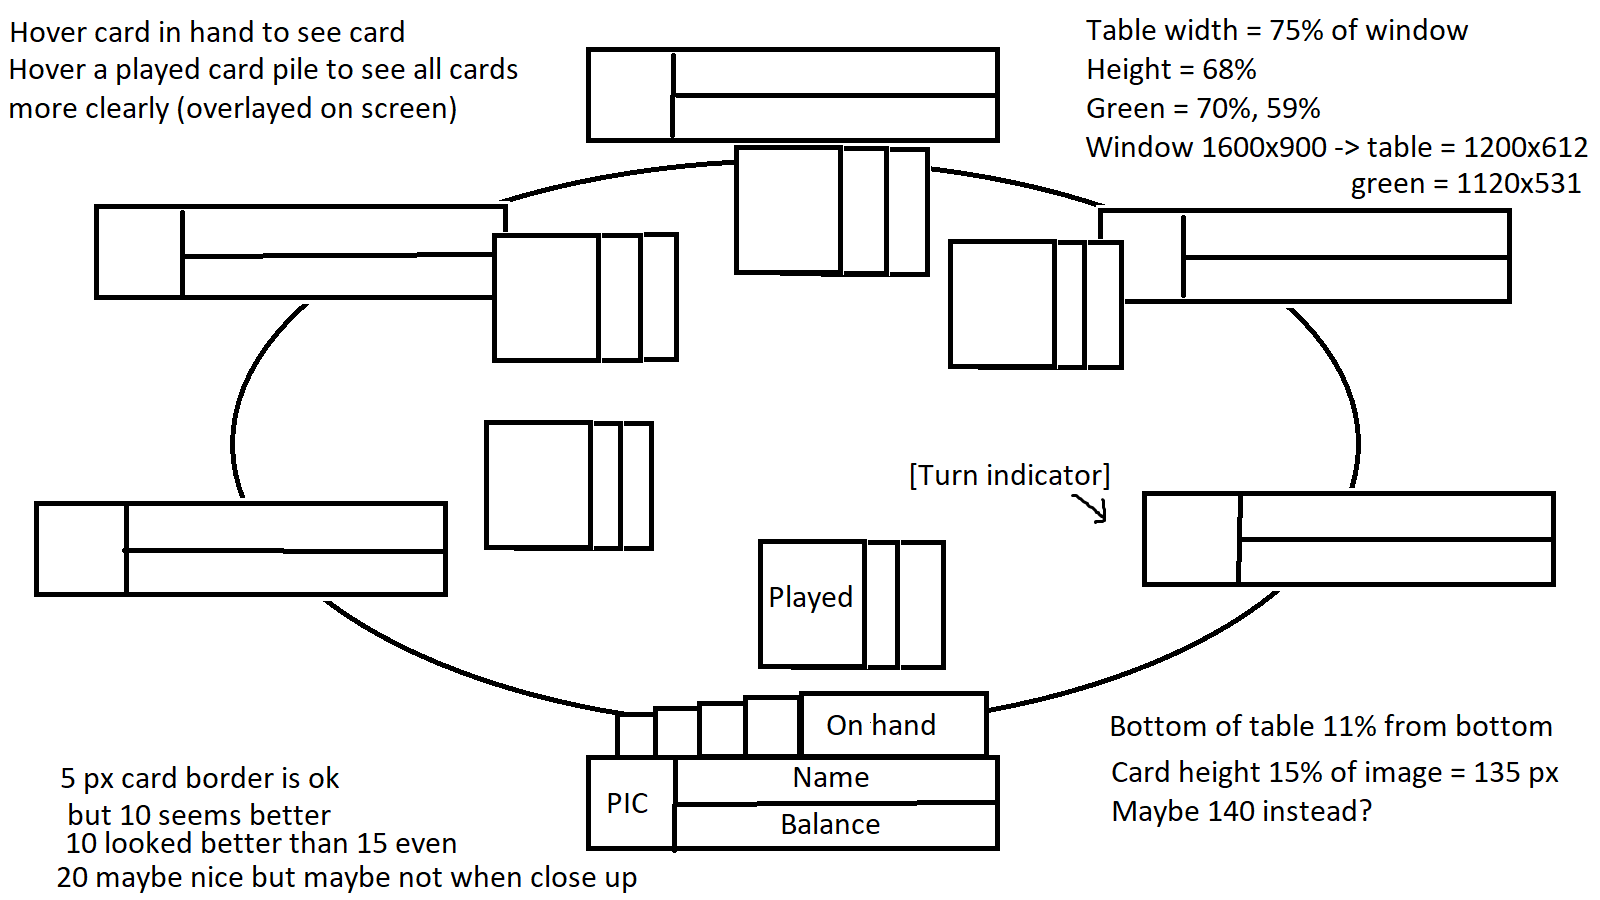 Hover card in hand to see card
Hover a played card pile to see all cards
more clearly (overlayed on screen)
Table width = 75% of window
Height = 68%
Green = 70%, 59%
Window 1600x900 -> table = 1200x612
green = 1120x531
[Turn indicator]
Played
On hand
PIC
Name
Balance
5 px card border is ok
but 10 seems better
10 looked better than 15 even
20 maybe nice but maybe not when close up
Bottom of table 11% from bottom
Card height 15% of image = 135 px
Maybe 140 instead?